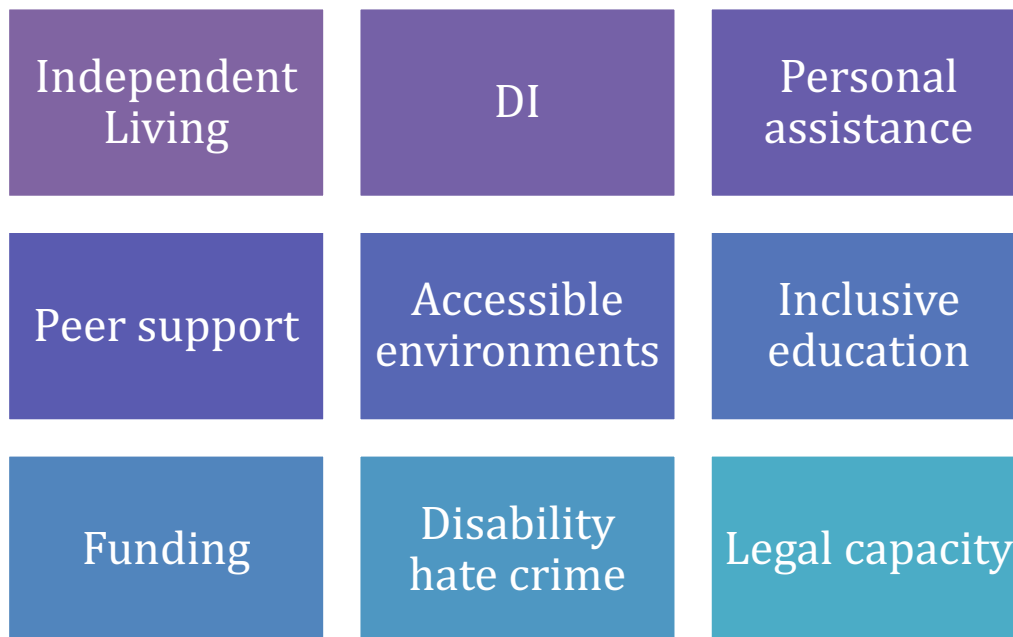 Independent
Living
DI
Personal
assistance
Peer support
Accessible
environments
Inclusive
education
Funding
Disability
hate crime
Legal capacity